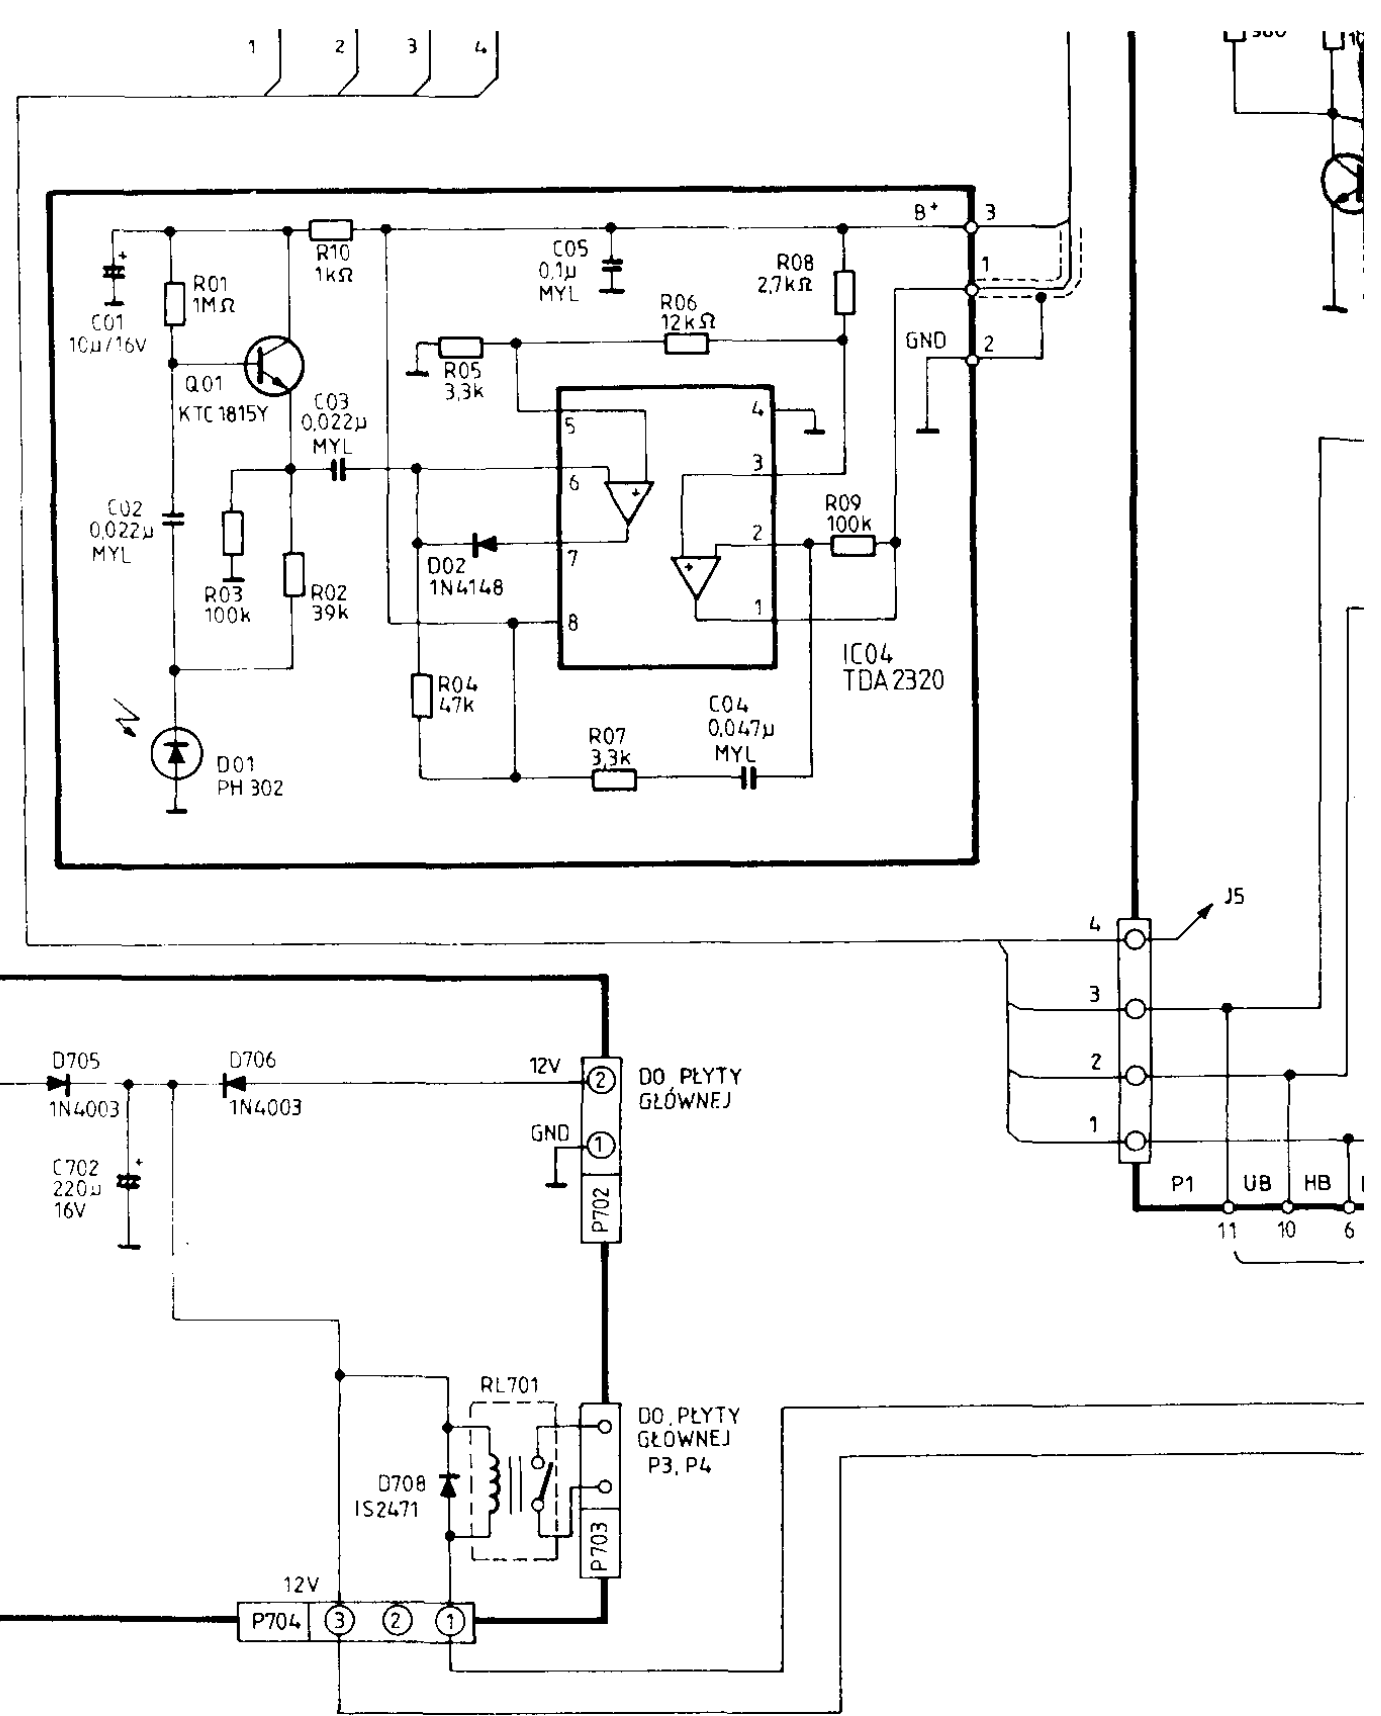 1 2 3 4
B+ 3
R10
1kΩ
C05
0,1µ
MYL
R08
2,7kΩ
1
R01
1MΩ
R06
12kΩ
C01
10µ/16V
GND 2
R05
3,3k
Q01
KTC1815Y
C03
0,022µ
MYL
4
5
3
6
C02
0,022µ
MYL
R09
100k
2
7
D02
1N4148
R03
100k
R02
39k
1
8
IC04
TDA2320
R04
47k
C04
0,047µ
MYL
R07
3,3k
D01
PH302
J5
4
3
D705
1N4003
D706
1N4003
12V 2
DO PŁYTY
GŁÓWNEJ
2
GND 1
1
C702
220µ
16V
P702
P1 UB HB
11 10 6
RL701
DO PŁYTY
GŁÓWNEJ
P3, P4
D708
IS2471
P703
12V
P704 3 2 1